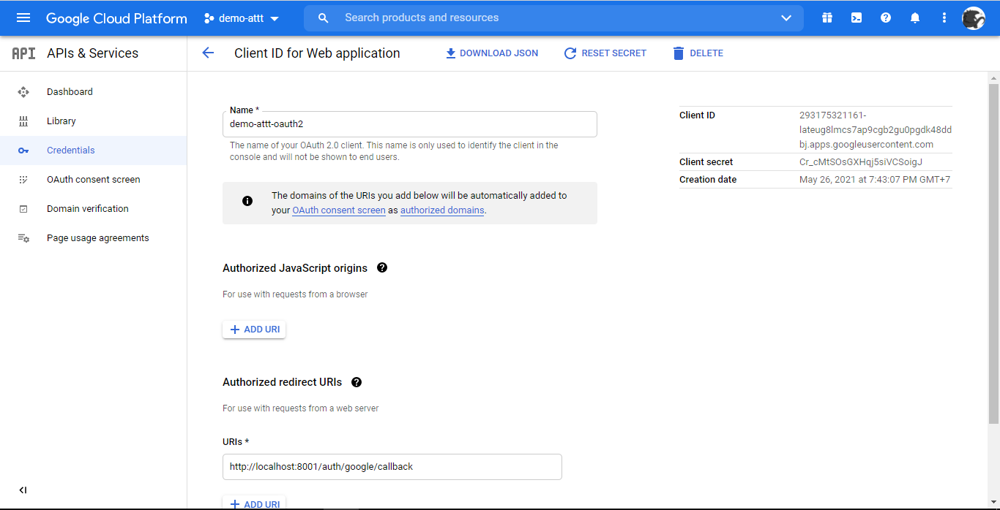 Google Cloud Platform
demo-attt
Search products and resources
API
APIs & Services
Client ID for Web application
DOWNLOAD JSON
RESET SECRET
DELETE
Dashboard
Library
Credentials
OAuth consent screen
Domain verification
Page usage agreements
Name *
demo-attt-oauth2
The name of your OAuth 2.0 client. This name is only used to identify the client in the
console and will not be shown to end users.
The domains of the URIs you add below will be automatically added to
your OAuth consent screen as authorized domains.
Authorized JavaScript origins
For use with requests from a browser
ADD URI
Authorized redirect URIs
For use with requests from a web server
URIs *
http://localhost:8001/auth/google/callback
ADD URI
Client ID
293175321161-
lateug8lmcs7ap9cgb2gu0pgdk48dd
bj.apps.googleusercontent.com
Client secret
Cr_cMtSOsGXHqj5siVCSoigJ
Creation date
May 26, 2021 at 7:43:07 PM GMT+7